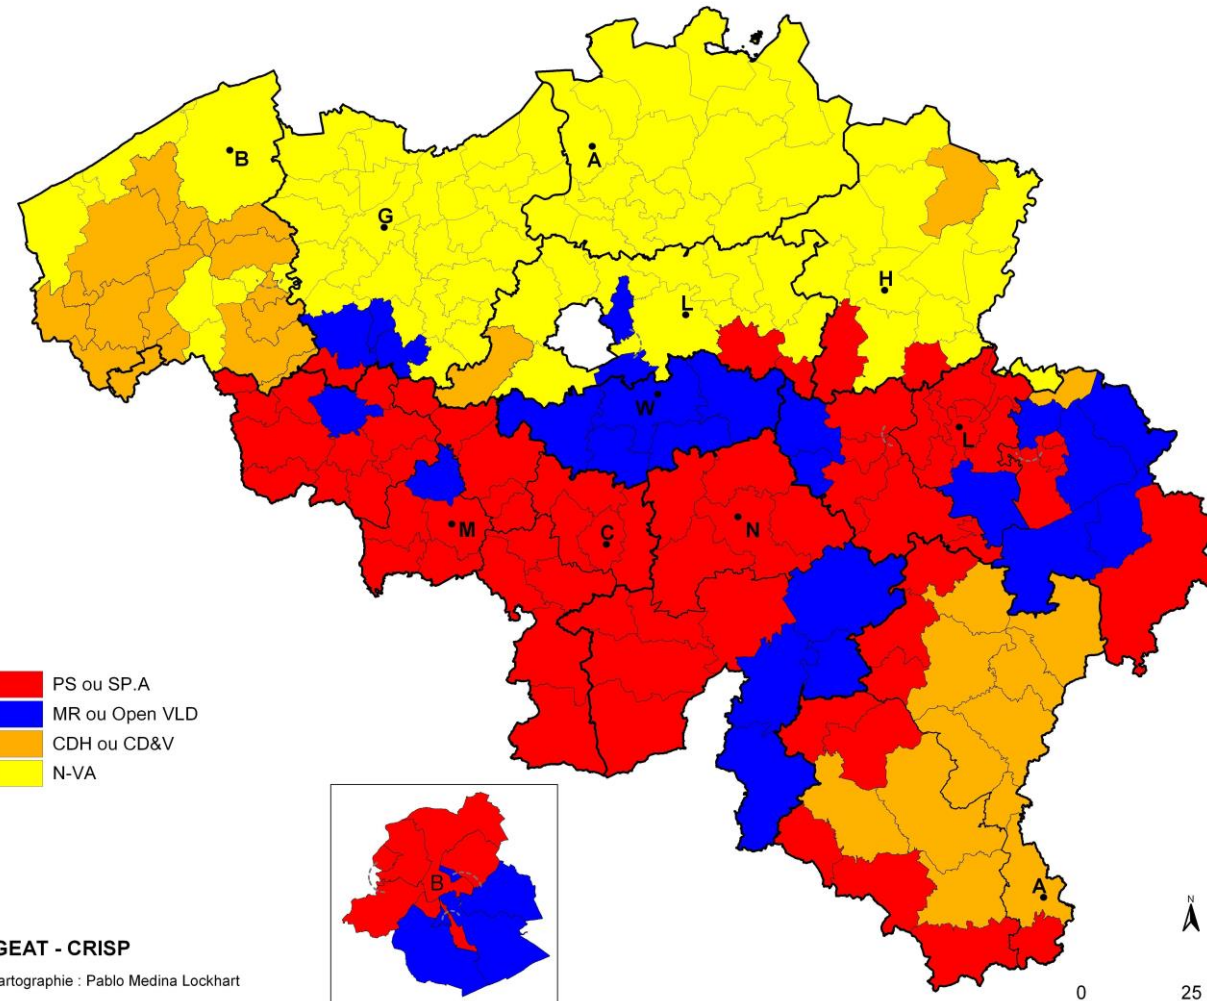 B
A
G
H
L
W
L
M
C
N
PS ou SP.A
MR ou Open VLD
CDH ou CD&V
N-VA
B
A
N
GEAT - CRISP
artographie : Pablo Medina Lockhart
0 25